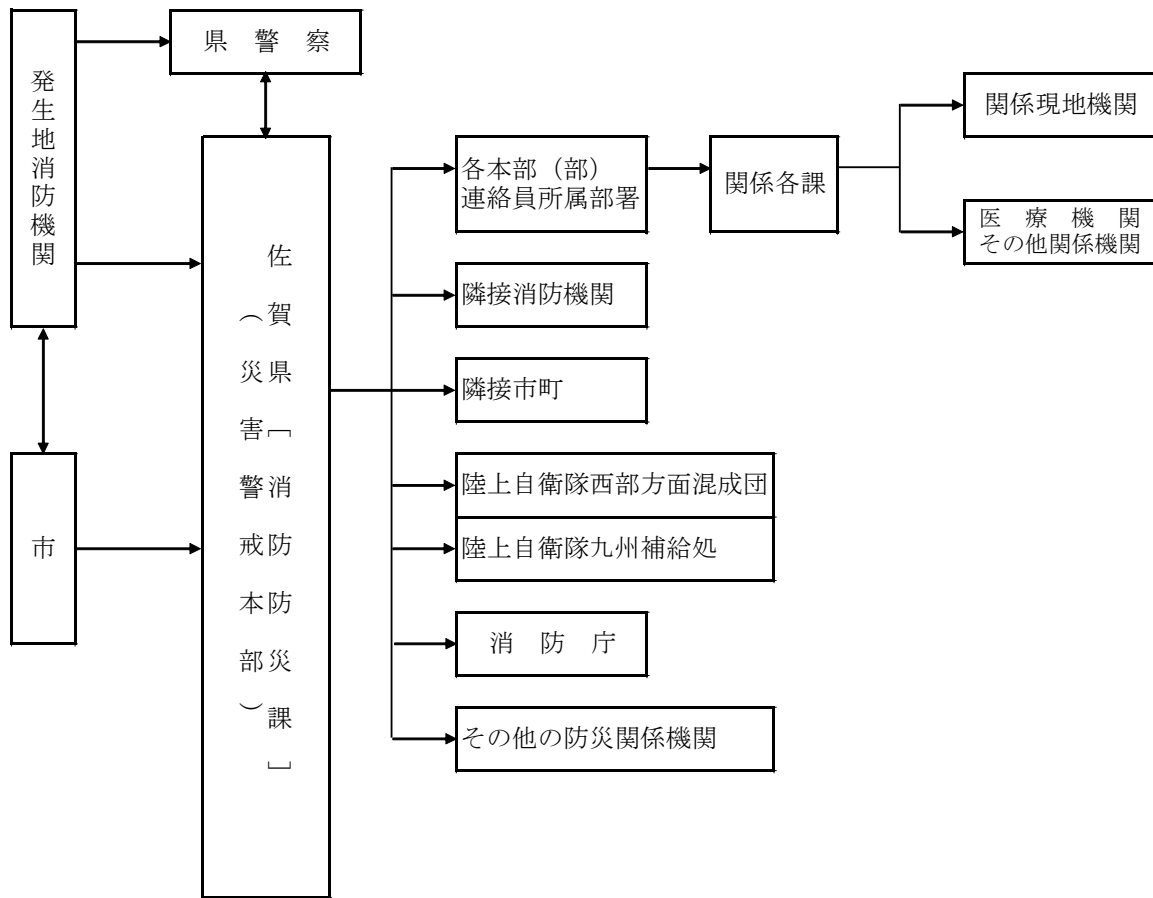 県　警　察
発生地消防機関
関係現地機関
各本部（部）
連絡員所属部署
関係各課
医　療　機　関
その他関係機関
佐賀県［消防防災課］
（災害警戒本部）
隣接消防機関
隣接市町
市
陸上自衛隊西部方面混成団
陸上自衛隊九州補給処
消　防　庁
その他の防災関係機関